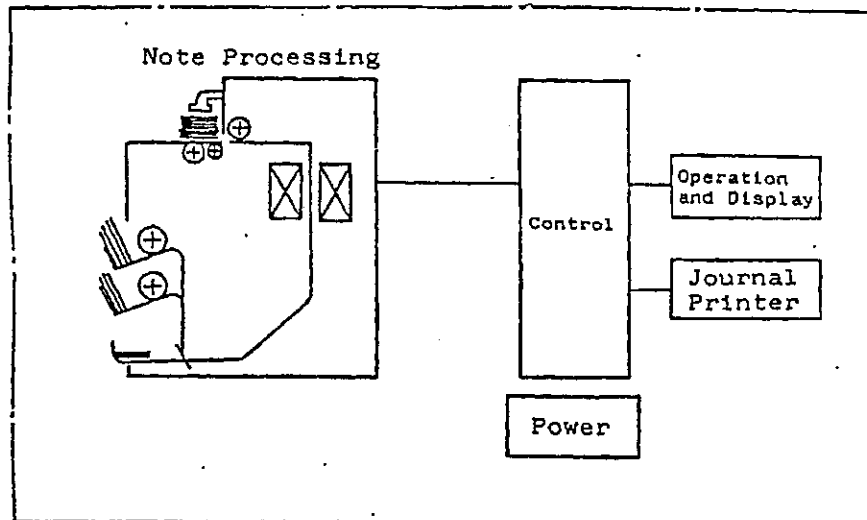 Note Processing
Control
Operation
and Display
Journal
Printer
Power